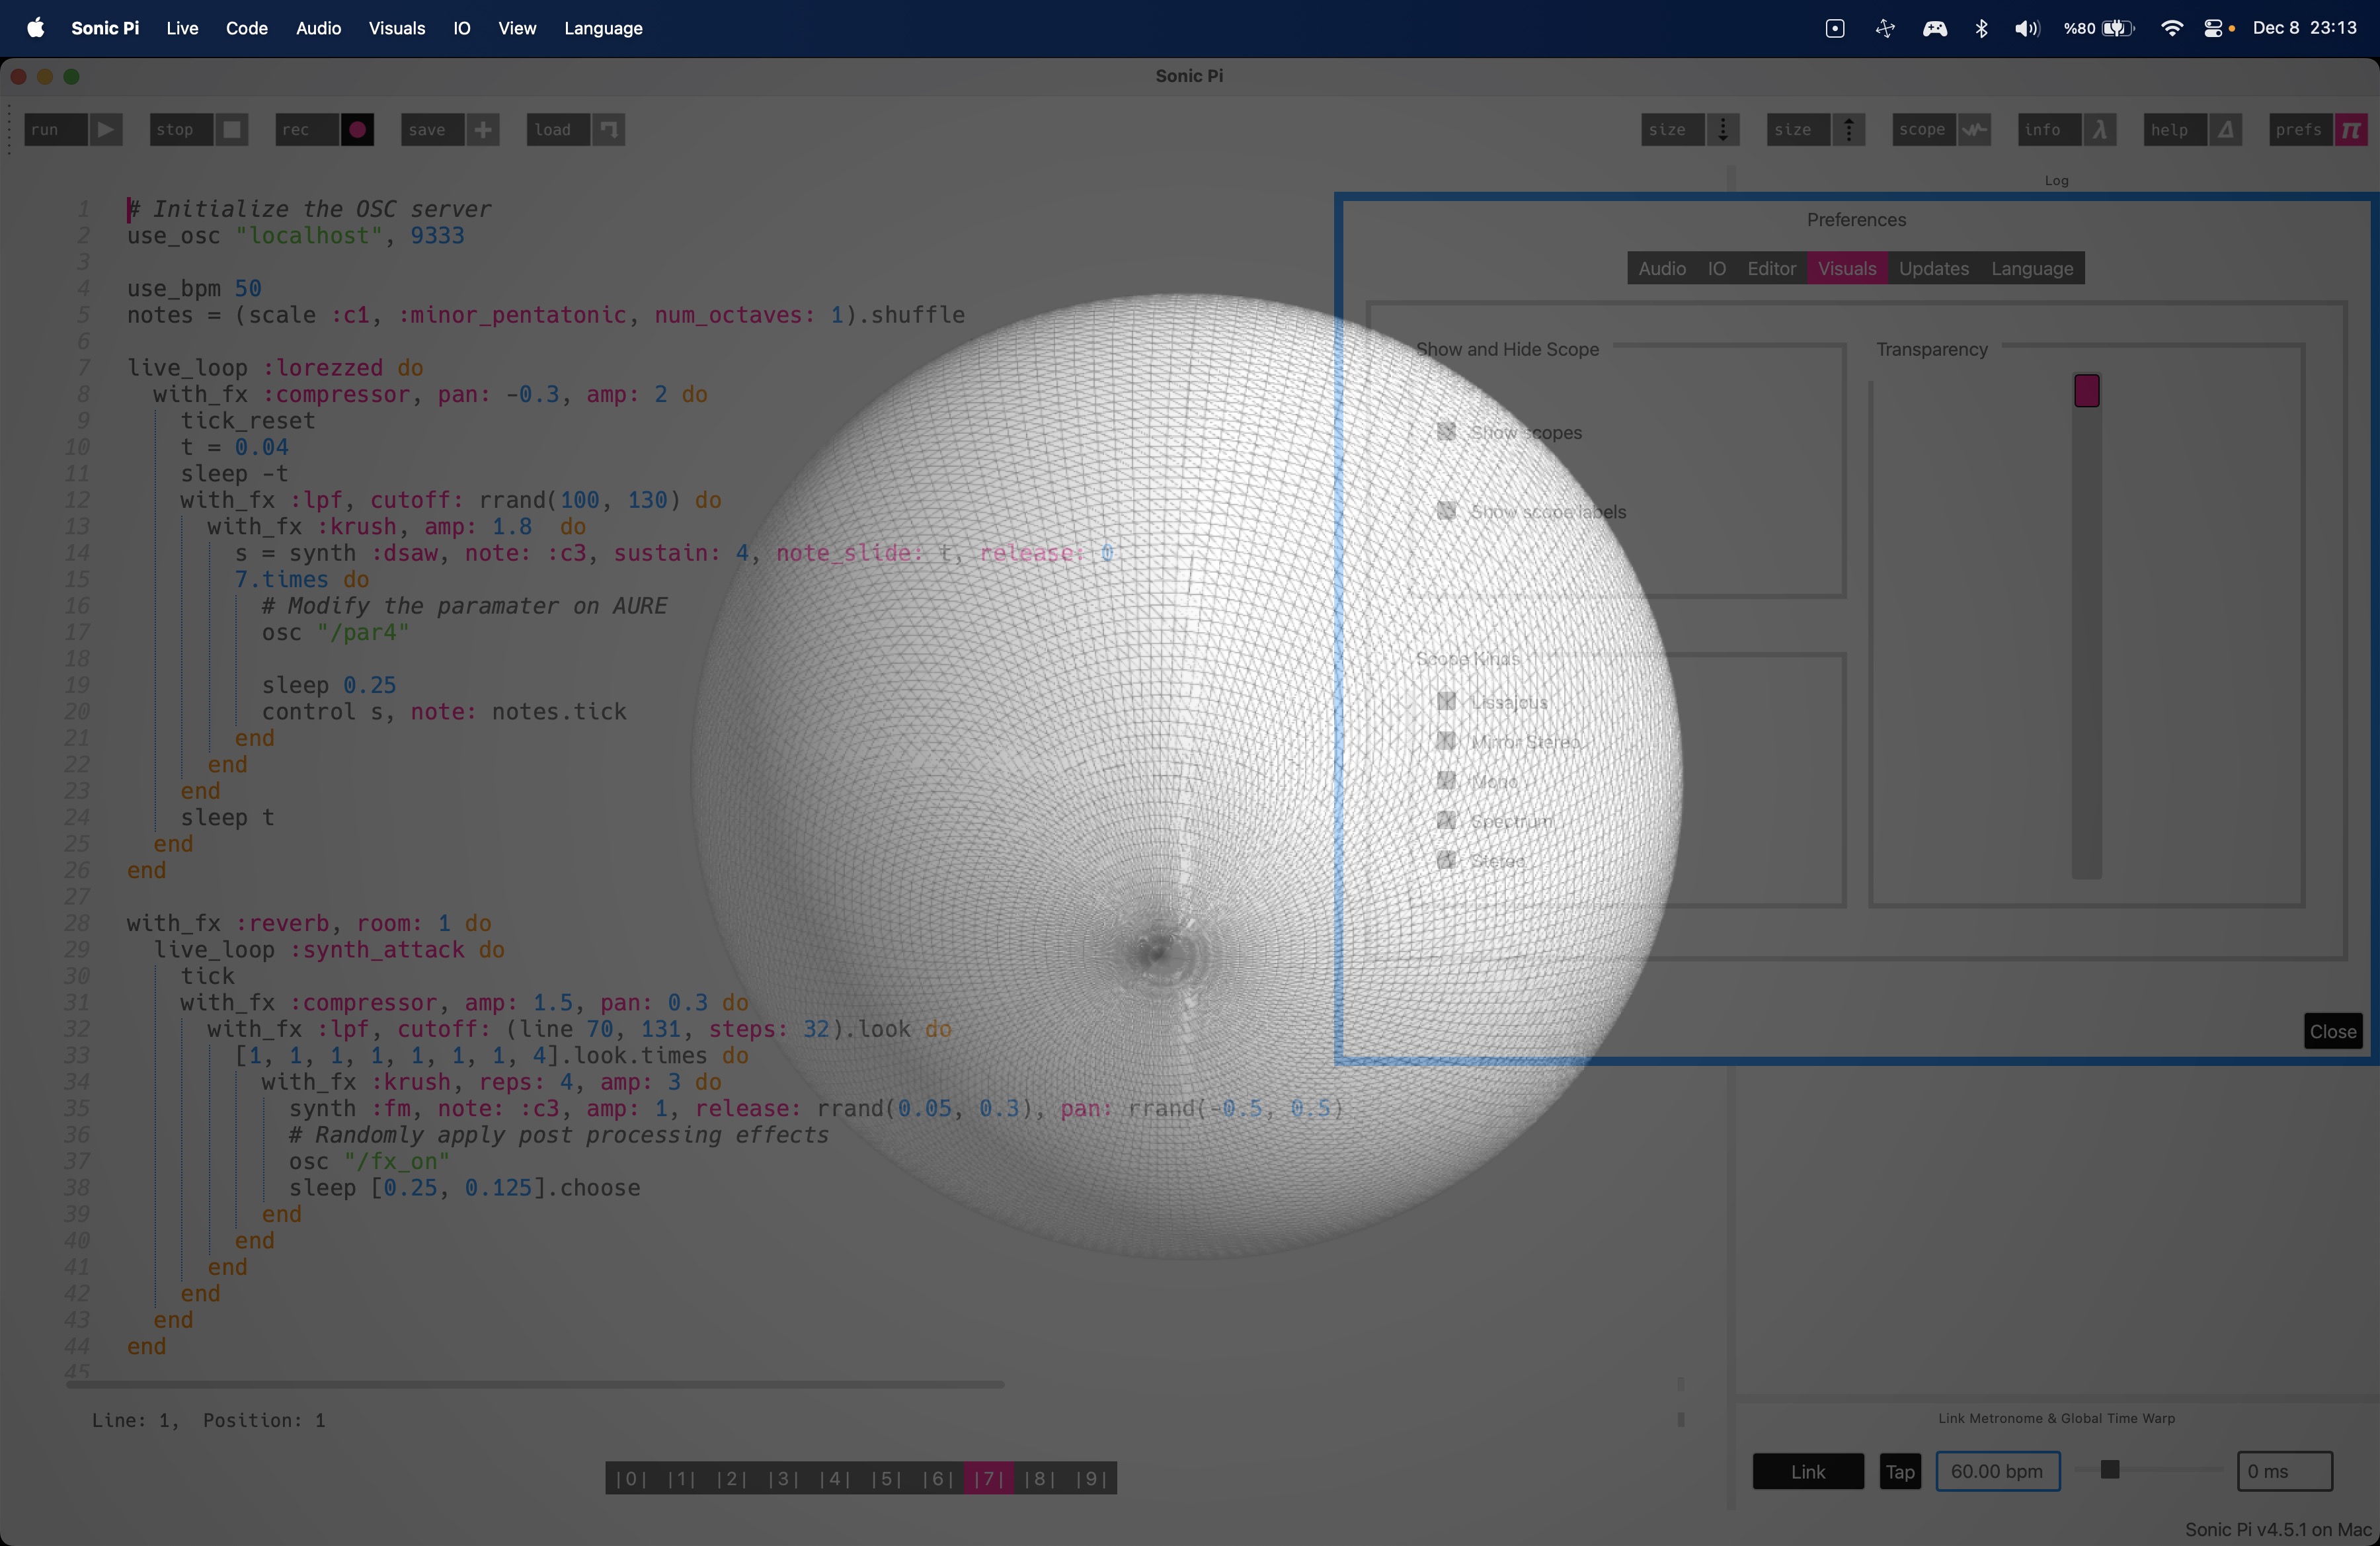 Sonic Pi Live Code Audio Visuals IO View Language %80 Dec 8 23:13
Sonic Pi
run stop rec save load size size scope info λ help Δ prefs π
Log
1 # Initialize the OSC server
2 use_osc "localhost", 9333
3
4 use_bpm 50
5 notes = (scale :c1, :minor_pentatonic, num_octaves: 1).shuffle
6
7 live_loop :lorezzed do
8 with_fx :compressor, pan: -0.3, amp: 2 do
9 tick_reset
10 t = 0.04
11 sleep -t
12 with_fx :lpf, cutoff: rrand(100, 130) do
13 with_fx :krush, amp: 1.8 do
14 s = synth :dsaw, note: :c3, sustain: 4, note_slide: t, release: 0
15 7.times do
16 # Modify the paramater on AURE
17 osc "/par4"
18
19 sleep 0.25
20 control s, note: notes.tick
21 end
22 end
23 end
24 sleep t
25 end
26 end
27
28 with_fx :reverb, room: 1 do
29 live_loop :synth_attack do
30 tick
31 with_fx :compressor, amp: 1.5, pan: 0.3 do
32 with_fx :lpf, cutoff: (line 70, 131, steps: 32).look do
33 [1, 1, 1, 1, 1, 1, 1, 4].look.times do
34 with_fx :krush, reps: 4, amp: 3 do
35 synth :fm, note: :c3, amp: 1, release: rrand(0.05, 0.3), pan: rrand(-0.5, 0.5)
36 # Randomly apply post processing effects
37 osc "/fx_on"
38 sleep [0.25, 0.125].choose
39 end
40 end
41 end
42 end
43 end
44 end
45
Line: 1, Position: 1
|0| |1| |2| |3| |4| |5| |6| |7| |8| |9|
Preferences
Audio IO Editor Visuals Updates Language
Show and Hide Scope
Show scopes
Show scope labels
Scope Kinds
Lissajous
Mirror Stereo
Mono
Spectrum
Stereo
Transparency
Close
Link Metronome & Global Time Warp
Link Tap 60.00 bpm 0 ms
Sonic Pi v4.5.1 on Mac